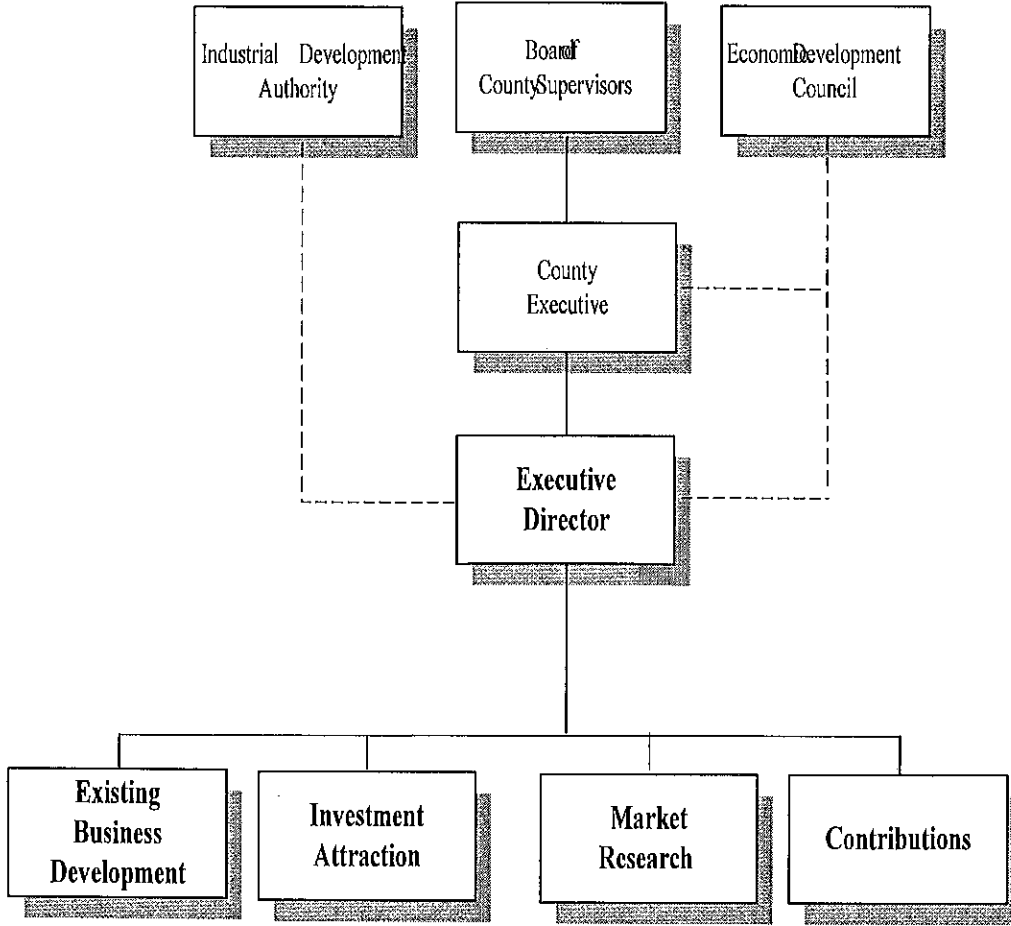 Industrial Development
Authority
Board of
County Supervisors
Economic Development
Council
County
Executive
Executive
Director
Existing
Business
Development
Investment
Attraction
Market
Research
Contributions